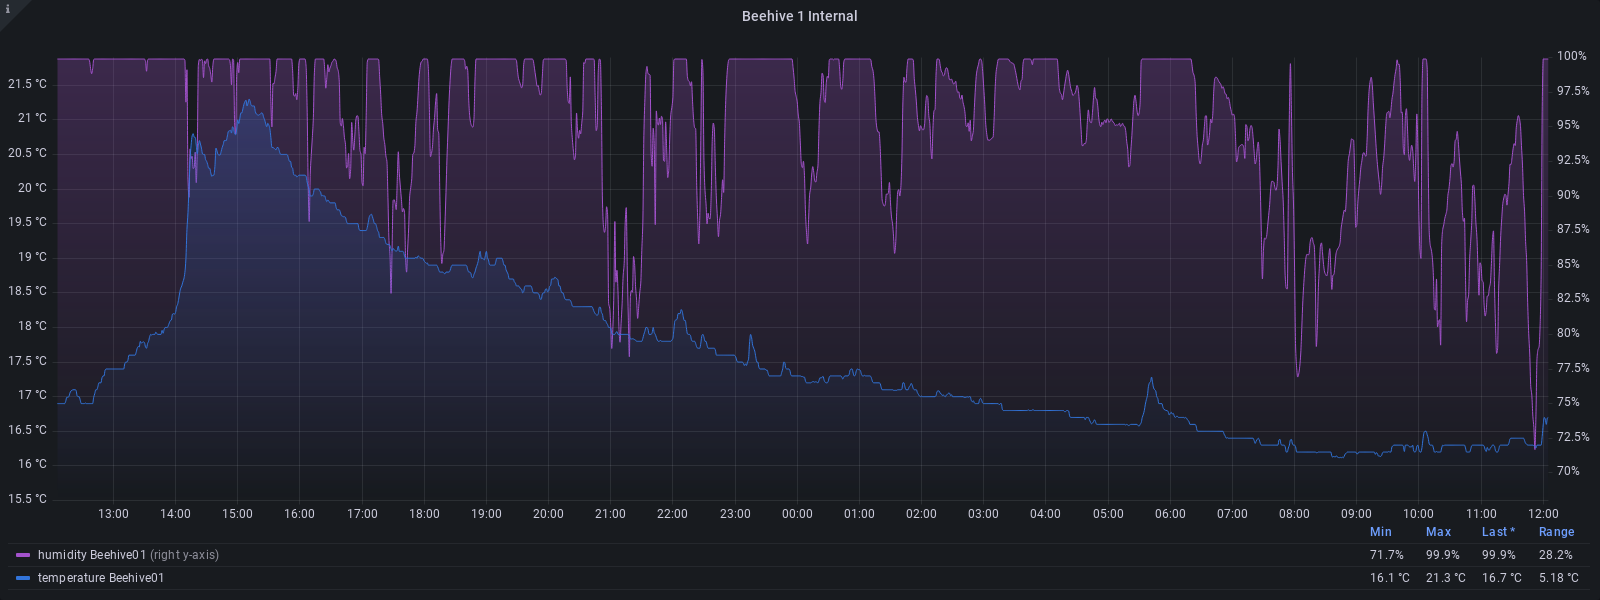 i
Beehive 1 Internal
100%
21.5 °C 97.5%
21 °C 95%
20.5 °C 92.5%
20 °C 90%
19.5 °C 87.5%
19 °C 85%
18.5 °C 82.5%
18 °C 80%
17.5 °C 77.5%
17 °C 75%
16.5 °C 72.5%
16 °C 70%
15.5 °C
13:00 14:00 15:00 16:00 17:00 18:00 19:00 20:00 21:00 22:00 23:00 00:00 01:00 02:00 03:00 04:00 05:00 06:00 07:00 08:00 09:00 10:00 11:00 12:00
Min Max Last * Range
humidity Beehive01 (right y-axis) 71.7% 99.9% 99.9% 28.2%
temperature Beehive01 16.1 °C 21.3 °C 16.7 °C 5.18 °C